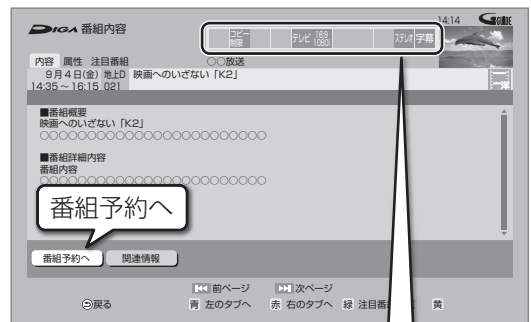 DIGA 番組内容
コピー制限
テレビ 16:9 1080i
ステレオ 字幕
14:14 G GUIDE
内容 属性 注目番組 ○○放送
9月4日(金) 地上D 映画へのいざない「K2」
14:35～16:15 021
■番組概要
映画へのいざない「K2」
○○○○○○○○○○○○○○○○○○○○○○○
■番組詳細内容
番組内容
○○○○○○○○○○○○○○○○○○○○○○○
番組予約へ
番組予約へ 関連情報
前ページ 次ページ
戻る 青 左のタブへ 赤 右のタブへ 緑 注目番 黄